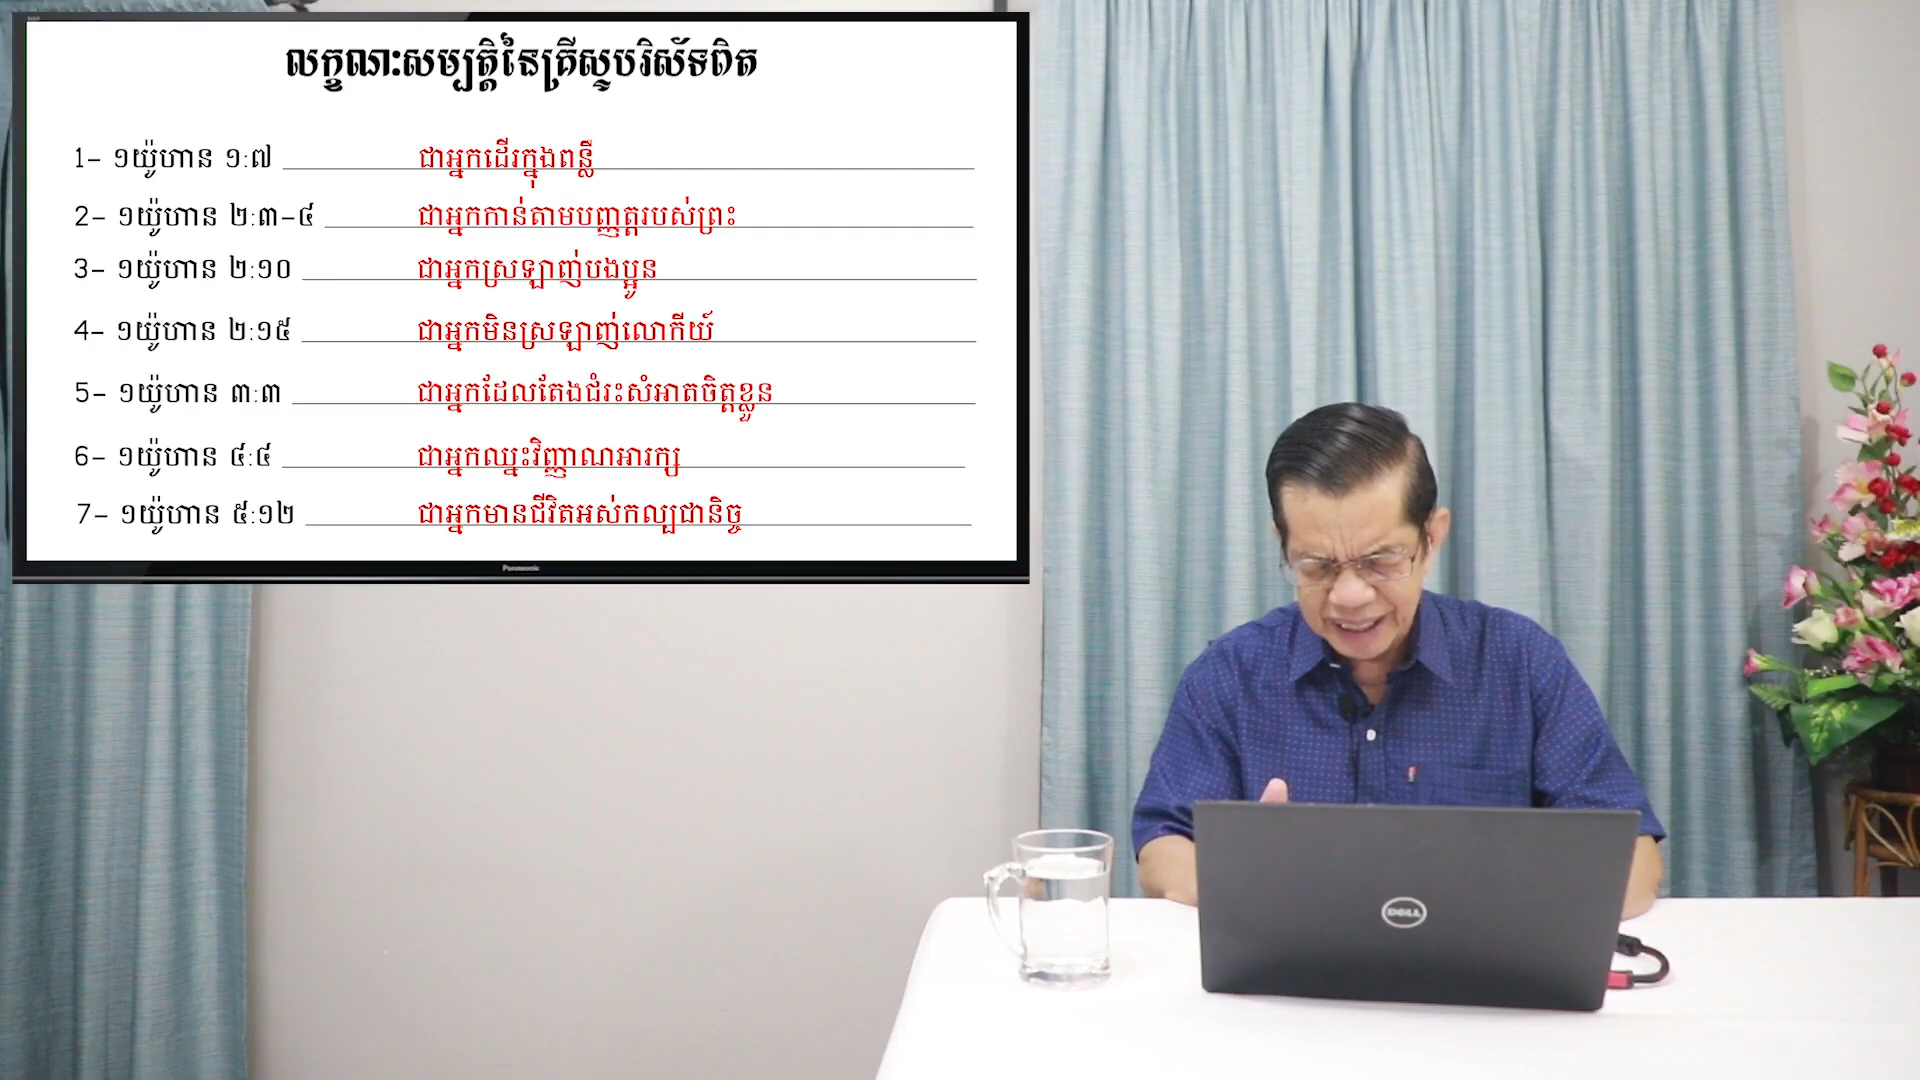 លក្ខណៈសម្បត្តិនៃគ្រីស្ទបរិស័ទពិត
1- ១យ៉ូហាន ១:៧ ជាអ្នកដើរក្នុងពន្លឺ
2- ១យ៉ូហាន ២:៣-៤ ជាអ្នកកាន់តាមបញ្ញត្តរបស់ព្រះ
3- ១យ៉ូហាន ២:១០ ជាអ្នកស្រឡាញ់បងប្អូន
4- ១យ៉ូហាន ២:១៥ ជាអ្នកមិនស្រឡាញ់លោកីយ៍
5- ១យ៉ូហាន ៣:៣ ជាអ្នកដែលតែងជំរះសំអាតចិត្តខ្លួន
6- ១យ៉ូហាន ៤:៤ ជាអ្នកឈ្នះវិញ្ញាណអារក្ស
7- ១យ៉ូហាន ៥:១២ ជាអ្នកមានជីវិតអស់កល្បជានិច្ច
Panasonic
DELL